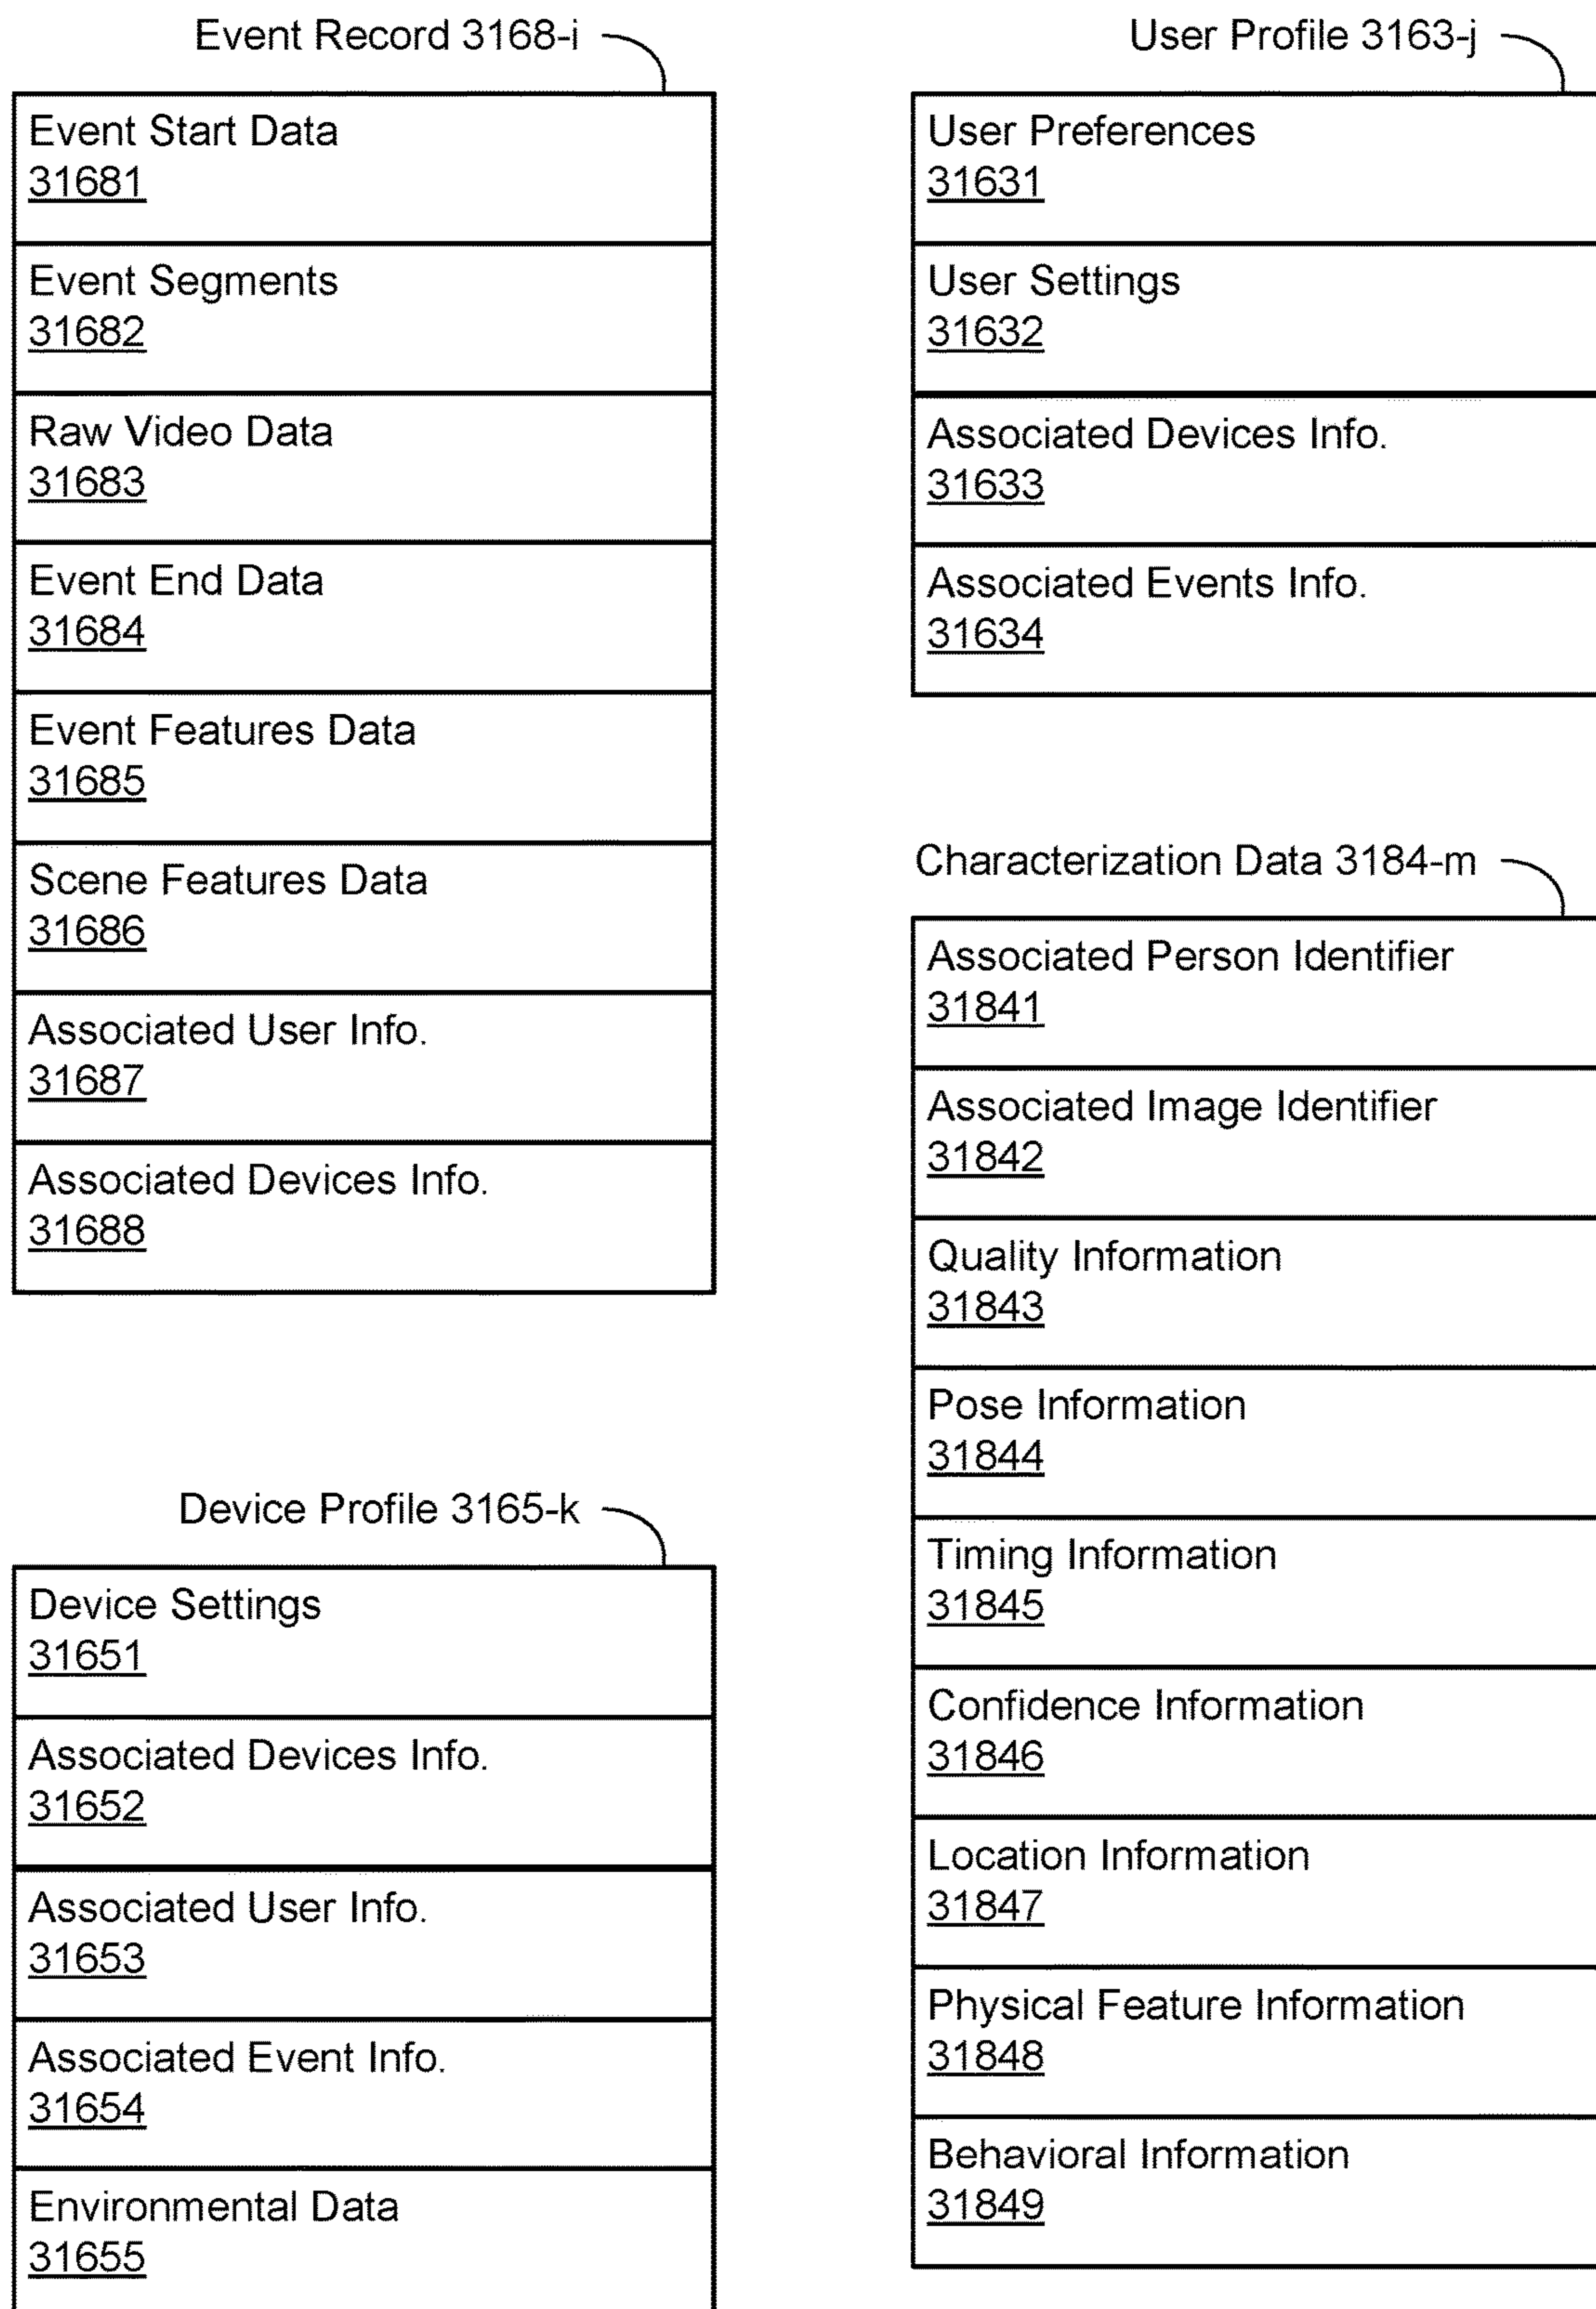 Event Record 3168-i
Event Start Data
31681
Event Segments
31682
Raw Video Data
31683
Event End Data
31684
Event Features Data
31685
Scene Features Data
31686
Associated User Info.
31687
Associated Devices Info.
31688
Device Profile 3165-k
Device Settings
31651
Associated Devices Info.
31652
Associated User Info.
31653
Associated Event Info.
31654
Environmental Data
31655
User Profile 3163-j
User Preferences
31631
User Settings
31632
Associated Devices Info.
31633
Associated Events Info.
31634
Characterization Data 3184-m
Associated Person Identifier
31841
Associated Image Identifier
31842
Quality Information
31843
Pose Information
31844
Timing Information
31845
Confidence Information
31846
Location Information
31847
Physical Feature Information
31848
Behavioral Information
31849